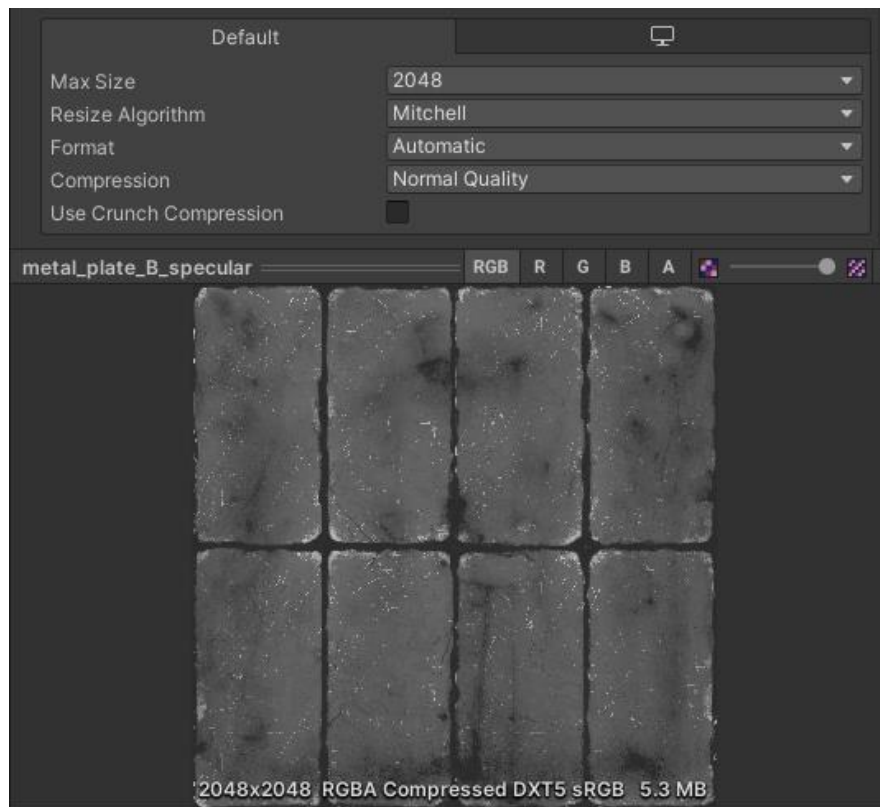 Default
Max Size 2048
Resize Algorithm Mitchell
Format Automatic
Compression Normal Quality
Use Crunch Compression
metal_plate_B_specular RGB R G B A
2048x2048 RGBA Compressed DXT5 sRGB 5.3 MB